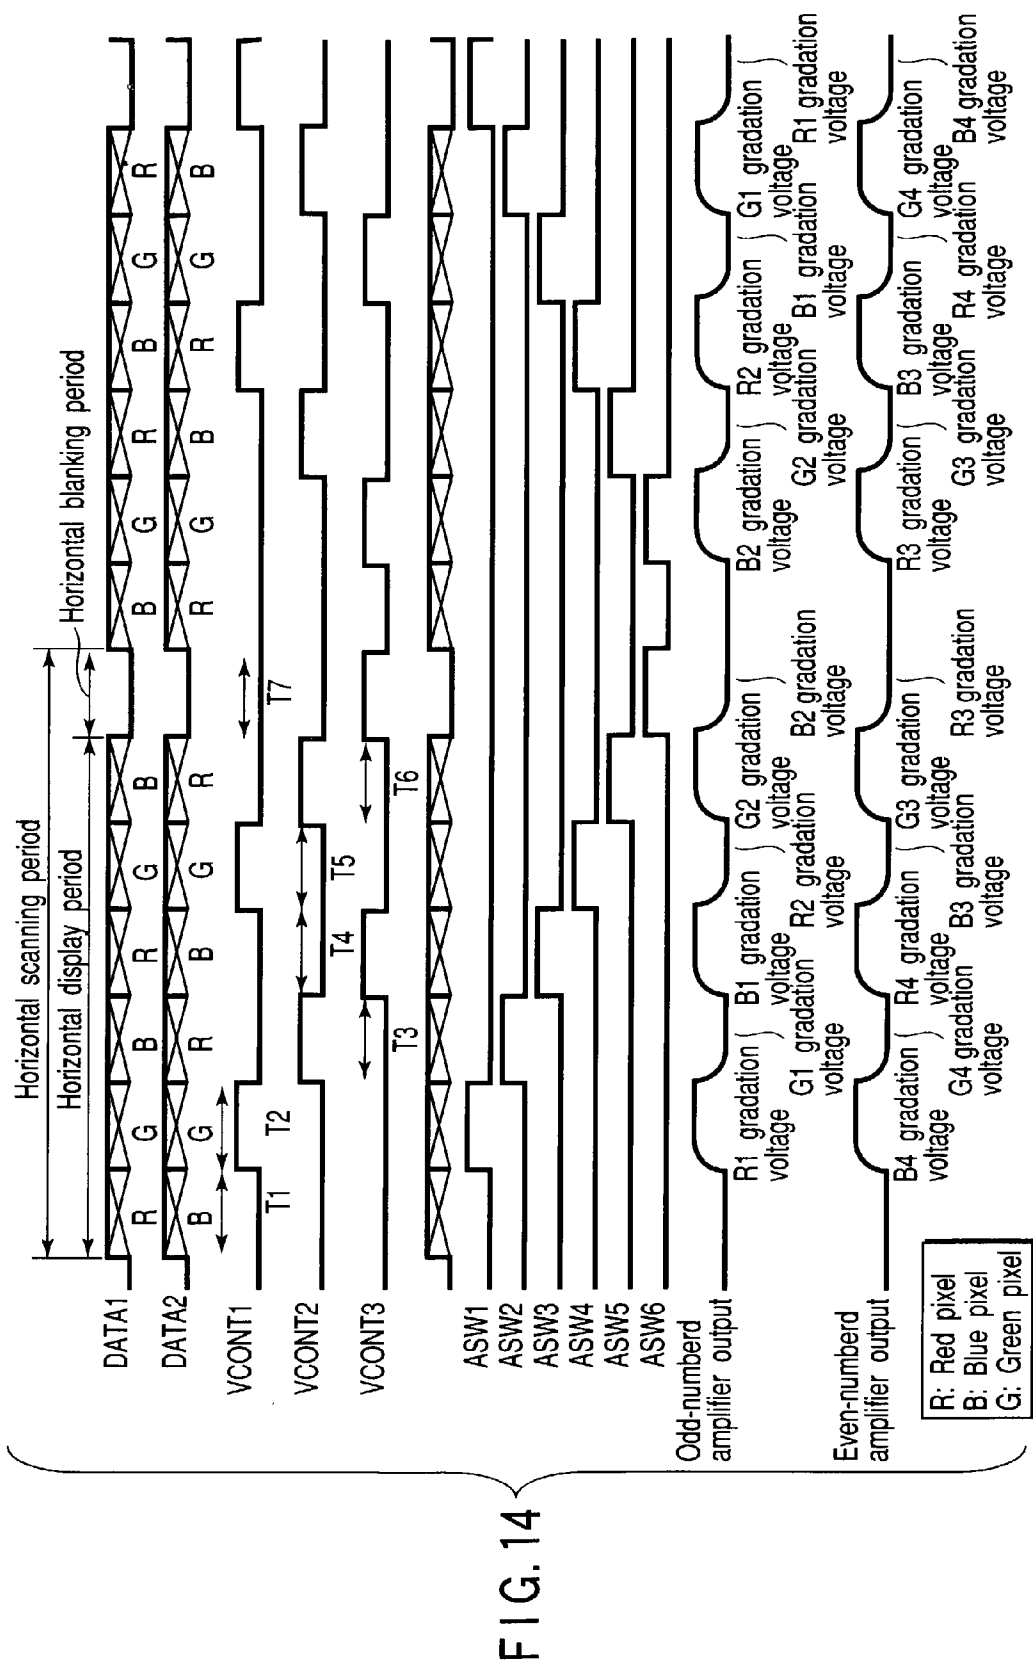 FIG. 14
Horizontal scanning period
Horizontal display period
Horizontal blanking period
DATA1
R G B R G B B G R B G R
DATA2
B G R B G R R G B R G B
VCONT1
T1 T2 T7
VCONT2
T4 T5
VCONT3
T3 T6
ASW1
ASW2
ASW3
ASW4
ASW5
ASW6
Odd-numberd
amplifier output
R1 gradation
voltage
G1 gradation
voltage
B1 gradation
voltage
R2 gradation
voltage
G2 gradation
voltage
B2 gradation
voltage
B2 gradation
voltage
G2 gradation
voltage
R2 gradation
voltage
B1 gradation
voltage
G1 gradation
voltage
R1 gradation
voltage
Even-numberd
amplifier output
B4 gradation
voltage
G4 gradation
voltage
R4 gradation
voltage
B3 gradation
voltage
G3 gradation
voltage
R3 gradation
voltage
R3 gradation
voltage
G3 gradation
voltage
B3 gradation
voltage
R4 gradation
voltage
G4 gradation
voltage
B4 gradation
voltage
R: Red pixel
B: Blue pixel
G: Green pixel